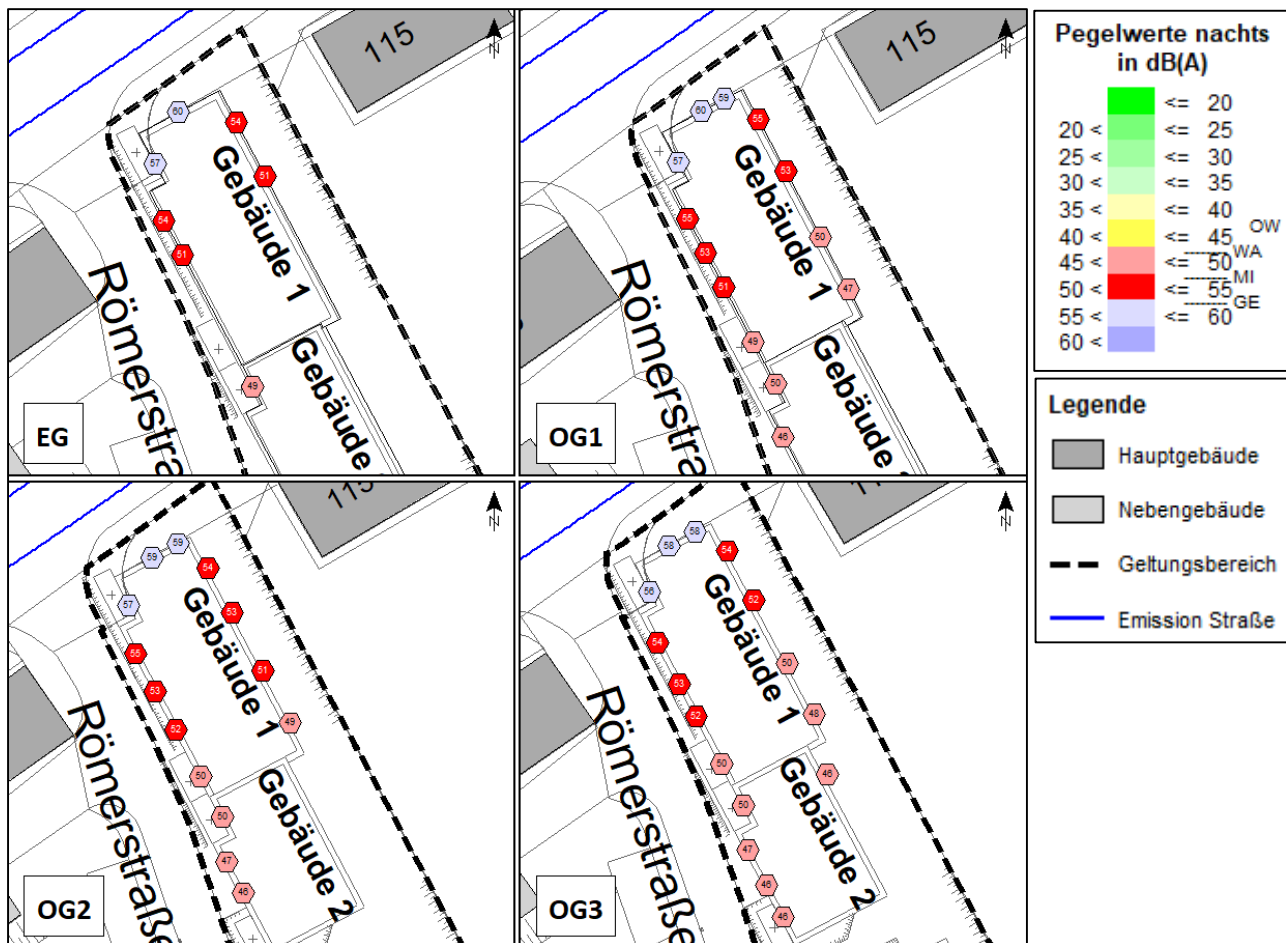 115
N
60
54
57
51
54
51
Gebäude 1
Römerstra
49
Gebäude
EG
115
N
60
59
55
57
53
55
50
53
Gebäude 1
51
47
Römerstra
49
50
46
Gebäude
OG1
115
N
59
59
54
57
53
55
Gebäude 1
53
51
52
49
50
Römerstraße
50
47
46
Gebäude 2
OG2
N
58
58
54
56
52
54
Gebäude 1
53
50
52
48
50
46
Römerstraße
50
47
46
46
Gebäude 2
OG3
Pegelwerte nachts
in dB(A)
<= 20
20 < <= 25
25 < <= 30
30 < <= 35
35 < <= 40
40 < <= 45 OW
45 < <= 50 WA
50 < <= 55 MI
55 < <= 60 GE
60 <
Legende
Hauptgebäude
Nebengebäude
Geltungsbereich
Emission Straße